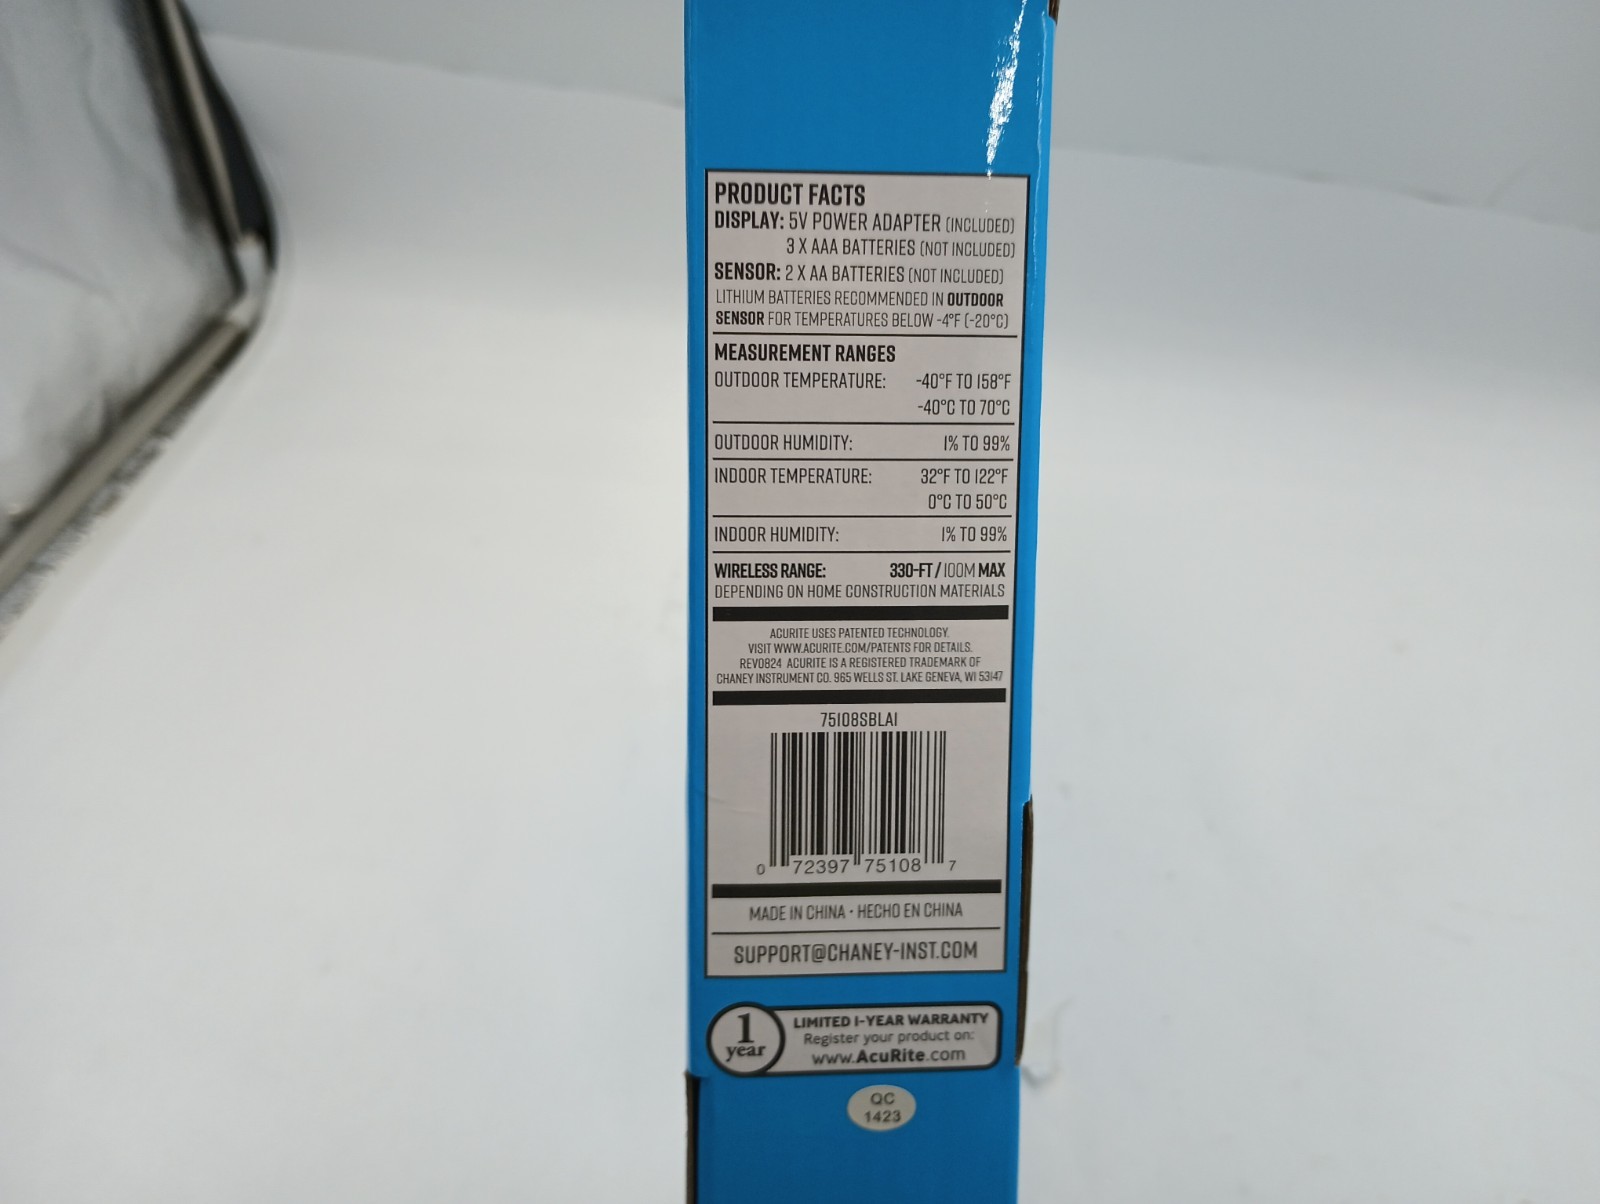 PRODUCT FACTS
DISPLAY: 5V POWER ADAPTER (INCLUDED)
3 X AAA BATTERIES (NOT INCLUDED)
SENSOR: 2 X AA BATTERIES (NOT INCLUDED)
LITHIUM BATTERIES RECOMMENDED IN OUTDOOR
SENSOR FOR TEMPERATURES BELOW -4°F (-20°C)
MEASUREMENT RANGES
OUTDOOR TEMPERATURE: -40°F TO 158°F
-40°C TO 70°C
OUTDOOR HUMIDITY: 1% TO 99%
INDOOR TEMPERATURE: 32°F TO 122°F
0°C TO 50°C
INDOOR HUMIDITY: 1% TO 99%
WIRELESS RANGE: 330-FT / 100M MAX
DEPENDING ON HOME CONSTRUCTION MATERIALS
ACURITE USES PATENTED TECHNOLOGY.
VISIT WWW.ACURITE.COM/PATENTS FOR DETAILS.
REV0824 ACURITE IS A REGISTERED TRADEMARK OF
CHANEY INSTRUMENT CO. 965 WELLS ST. LAKE GENEVA, WI 53147
75108SBLA1
0 72397 75108 7
MADE IN CHINA • HECHO EN CHINA
SUPPORT@CHANEY-INST.COM
1 year
LIMITED 1-YEAR WARRANTY
Register your product on:
www.AcuRite.com
QC
1423